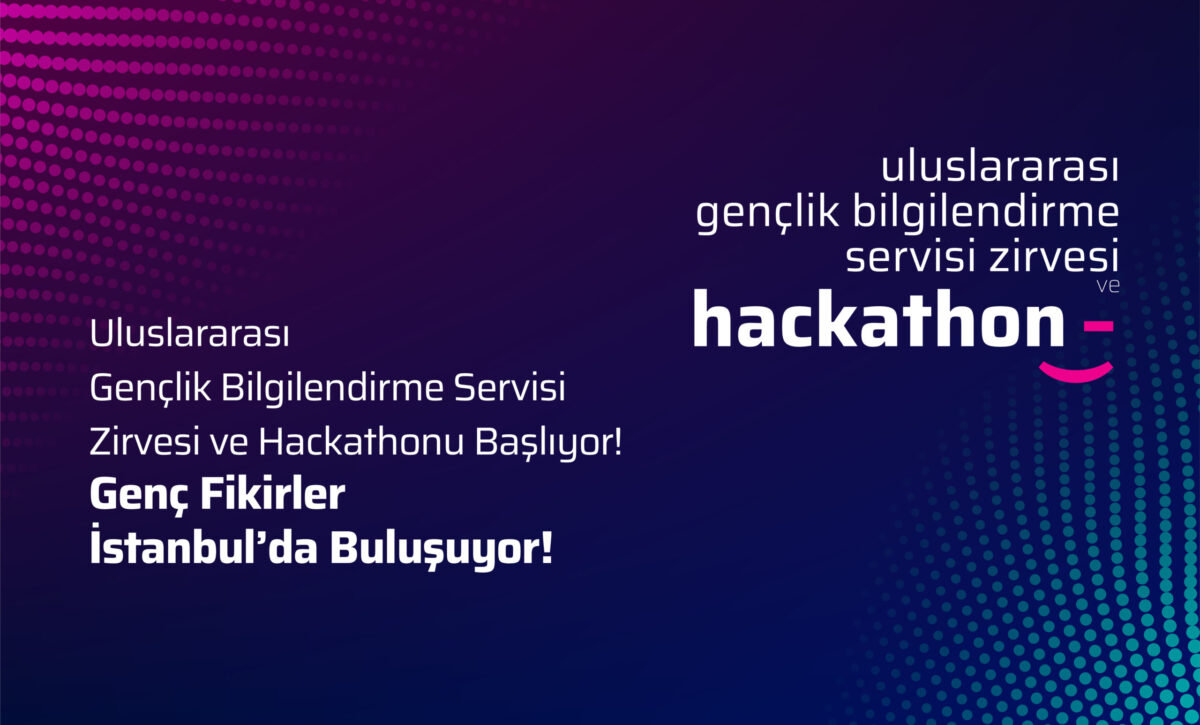 uluslararası
gençlik bilgilendirme
servisi zirvesi
ve
hackathon
Uluslararası
Gençlik Bilgilendirme Servisi
Zirvesi ve Hackathonu Başlıyor!
Genç Fikirler
İstanbul’da Buluşuyor!